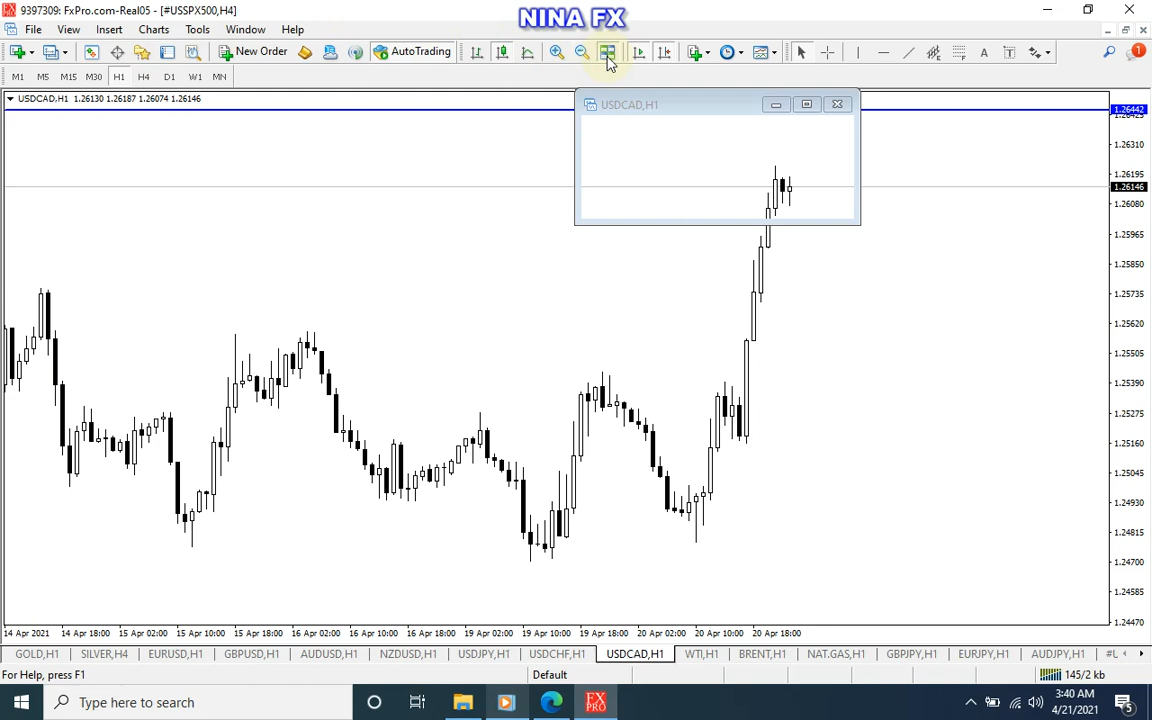 9397309: FxPro.com-Real05 - [#USSPX500,H4]
NINA FX
File View Insert Charts Tools Window Help
New Order AutoTrading A T 1
M1 M5 M15 M30 H1 H4 D1 W1 MN
USDCAD,H1 1.26130 1.26187 1.26074 1.26146
USDCAD,H1
1.26442
1.26425
1.26310
1.26195
1.26146
1.26080
1.25965
1.25850
1.25735
1.25620
1.25505
1.25390
1.25275
1.25160
1.25045
1.24930
1.24815
1.24700
1.24585
1.24470
14 Apr 2021 14 Apr 18:00 15 Apr 02:00 15 Apr 10:00 15 Apr 18:00 16 Apr 02:00 16 Apr 10:00 16 Apr 18:00 19 Apr 02:00 19 Apr 10:00 19 Apr 18:00 20 Apr 02:00 20 Apr 10:00 20 Apr 18:00
GOLD,H1 SILVER,H4 EURUSD,H1 GBPUSD,H1 AUDUSD,H1 NZDUSD,H1 USDJPY,H1 USDCHF,H1 USDCAD,H1 WTI,H1 BRENT,H1 NAT.GAS,H1 GBPJPY,H1 EURJPY,H1 AUDJPY,H1 #U
For Help, press F1 Default 145/2 kb
Type here to search FX PRO 3:40 AM
4/21/2021 5